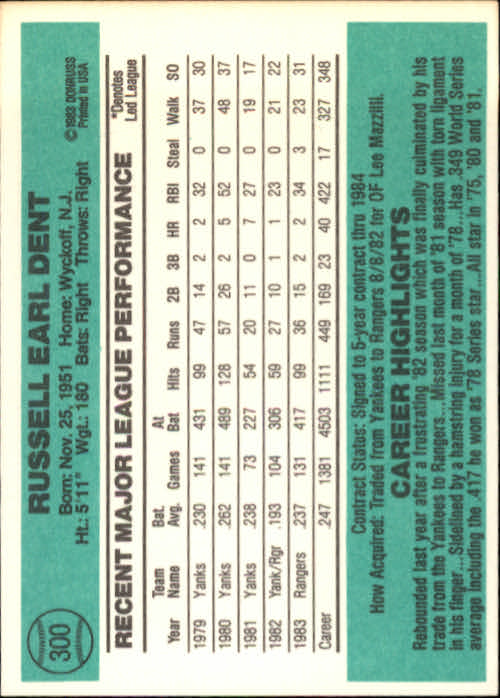 300
RUSSELL EARL DENT
© 1983 DONRUSS
Printed in USA
Born: Nov. 25, 1951 Home: Wyckoff, N.J.
Ht.: 5'11" Wgt.: 180 Bats: Right Throws: Right
RECENT MAJOR LEAGUE PERFORMANCE
*Denotes
Led League
Year Team Name Bat. Avg. Games At Bat Hits Runs 2B 3B HR RBI Steal Walk SO
1979 Yanks .230 141 431 99 47 14 2 2 32 0 37 30
1980 Yanks .262 141 489 128 57 26 2 5 52 0 48 37
1981 Yanks .238 73 227 54 20 11 0 7 27 0 19 17
1982 Yank/Rgr .193 104 306 59 27 10 1 1 23 0 21 22
1983 Rangers .237 131 417 99 36 15 2 2 34 3 23 31
Career .247 1381 4503 1111 449 169 23 40 422 17 327 348
Contract Status: Signed to 5-year contract thru 1984
How Acquired: Traded from Yankees to Rangers 8/8/82 for OF Lee Mazzilli.
CAREER HIGHLIGHTS
Rebounded last year after a frustrating '82 season which was finally culminated by his
trade from the Yankees to Rangers...Missed last month of '81 season with torn ligament
in his finger...Sidelined by a hamstring injury for a month of '78...Has .349 World Series
average including the .417 he won as '78 Series star...All star in '75, '80 and '81.